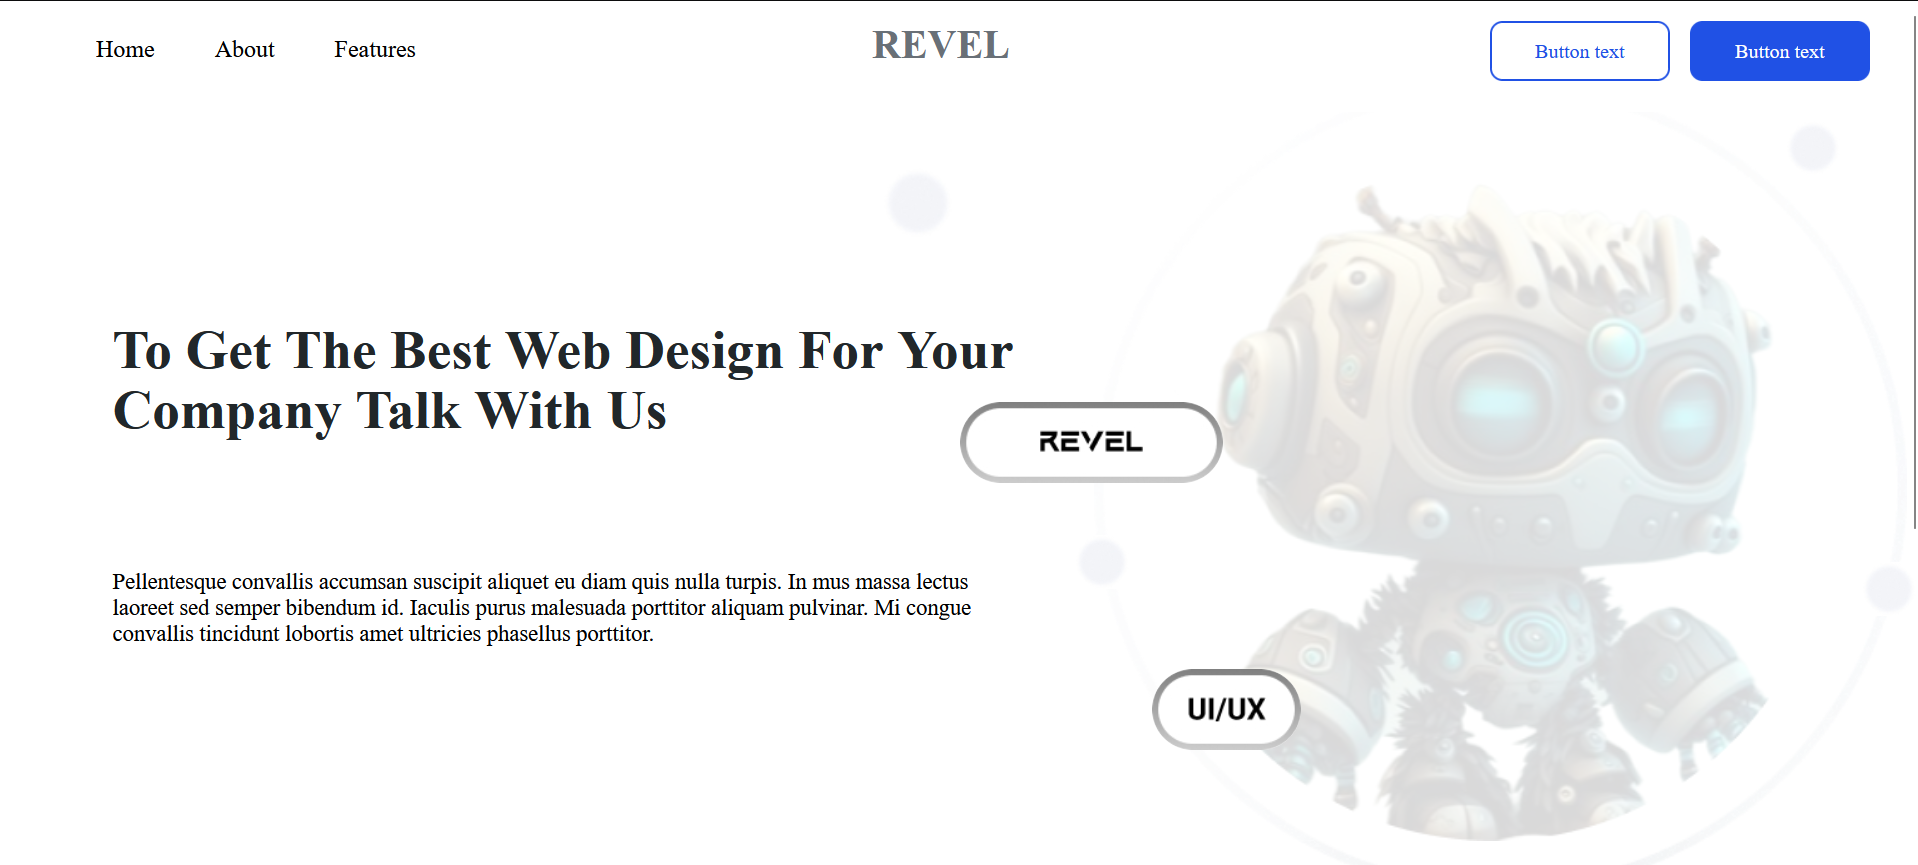 Home About Features REVEL Button text Button text
To Get The Best Web Design For Your
Company Talk With Us
REVEL
Pellentesque convallis accumsan suscipit aliquet eu diam quis nulla turpis. In mus massa lectus
laoreet sed semper bibendum id. Iaculis purus malesuada porttitor aliquam pulvinar. Mi congue
convallis tincidunt lobortis amet ultricies phasellus porttitor.
UI/UX